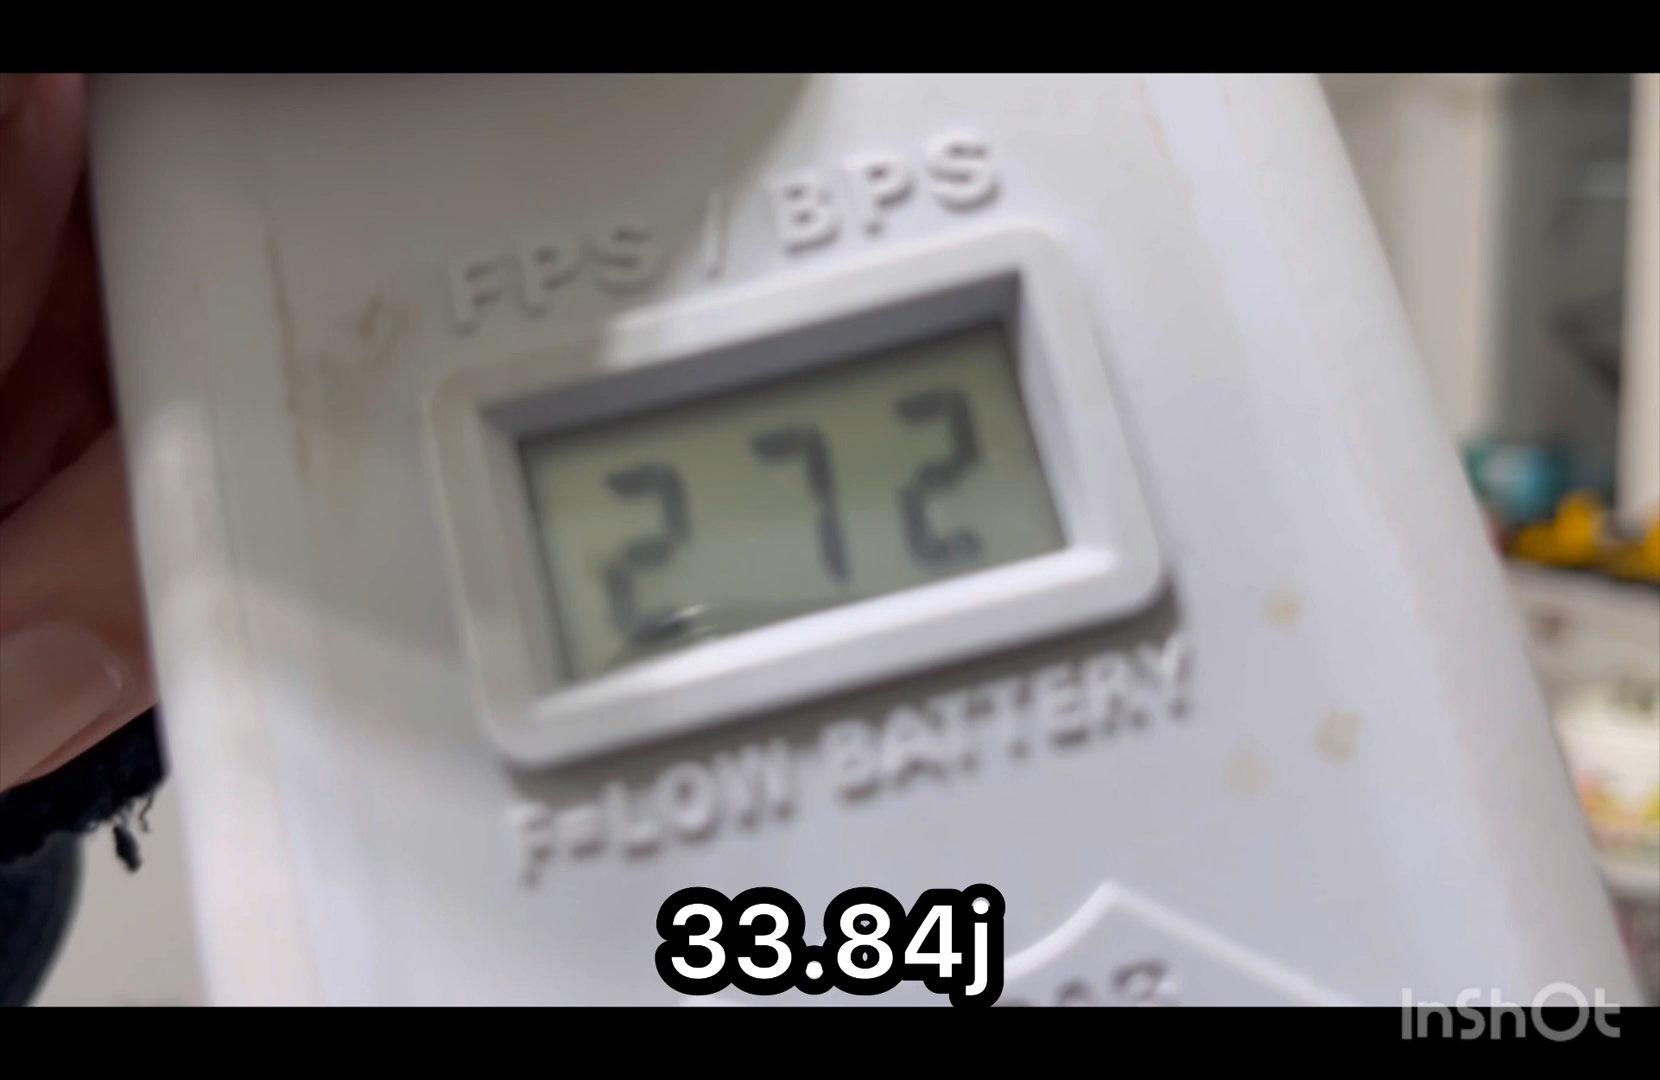 FPS / BPS
272
F=LOW BATTERY
33.84j
InShOt